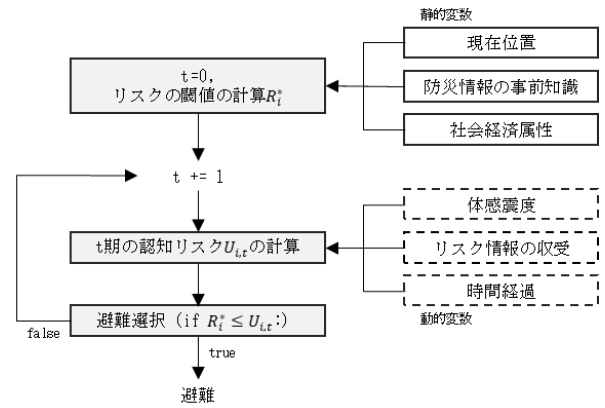 静的変数
t=0,
リスクの閾値の計算R_i^*
現在位置
防災情報の事前知識
社会経済属性
t += 1
t期の認知リスクU_{i,t}の計算
体感震度
リスク情報の収受
時間経過
動的変数
避難選択 (if R_i^* ≤ U_{i,t}:)
false
true
避難